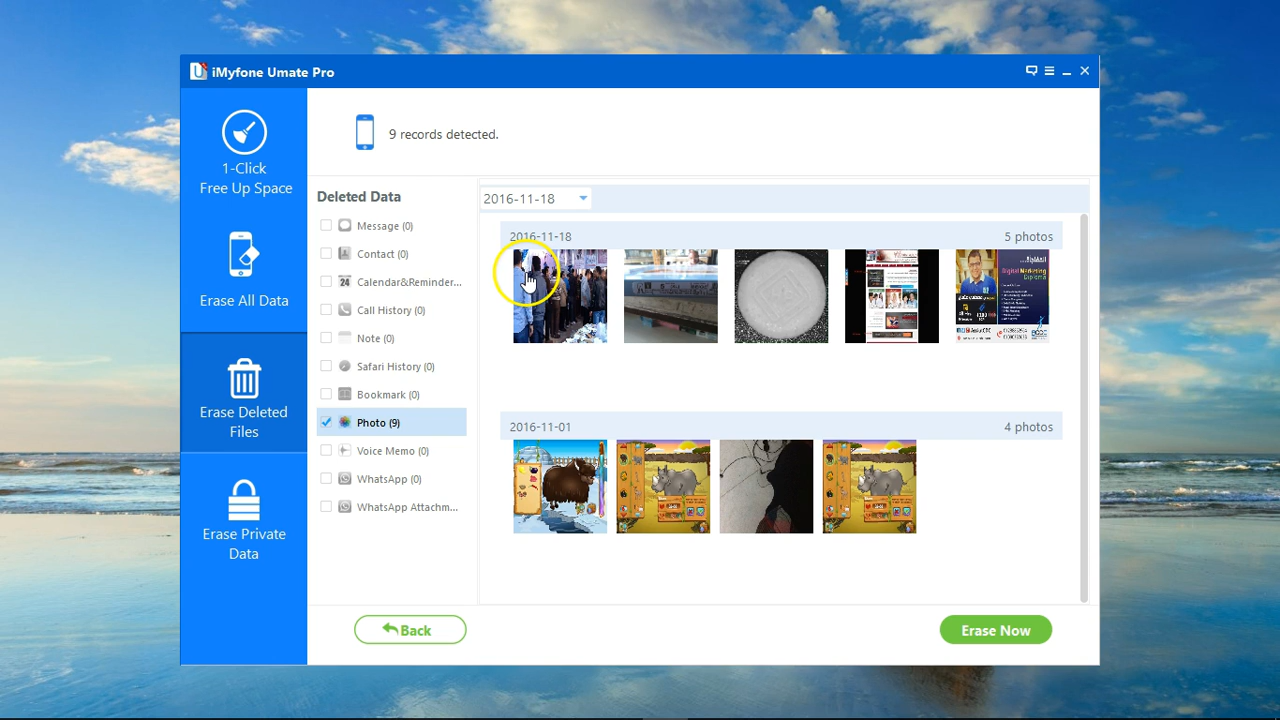 iMyfone Umate Pro
1-Click
Free Up Space
Erase All Data
Erase Deleted
Files
Erase Private
Data
9 records detected.
Deleted Data
Message (0)
Contact (0)
24 Calendar&Reminder...
Call History (0)
Note (0)
Safari History (0)
Bookmark (0)
Photo (9)
Voice Memo (0)
WhatsApp (0)
WhatsApp Attachm...
2016-11-18
2016-11-18 5 photos
Digital Marketing
Diploma
2016-11-01 4 photos
Back
Erase Now